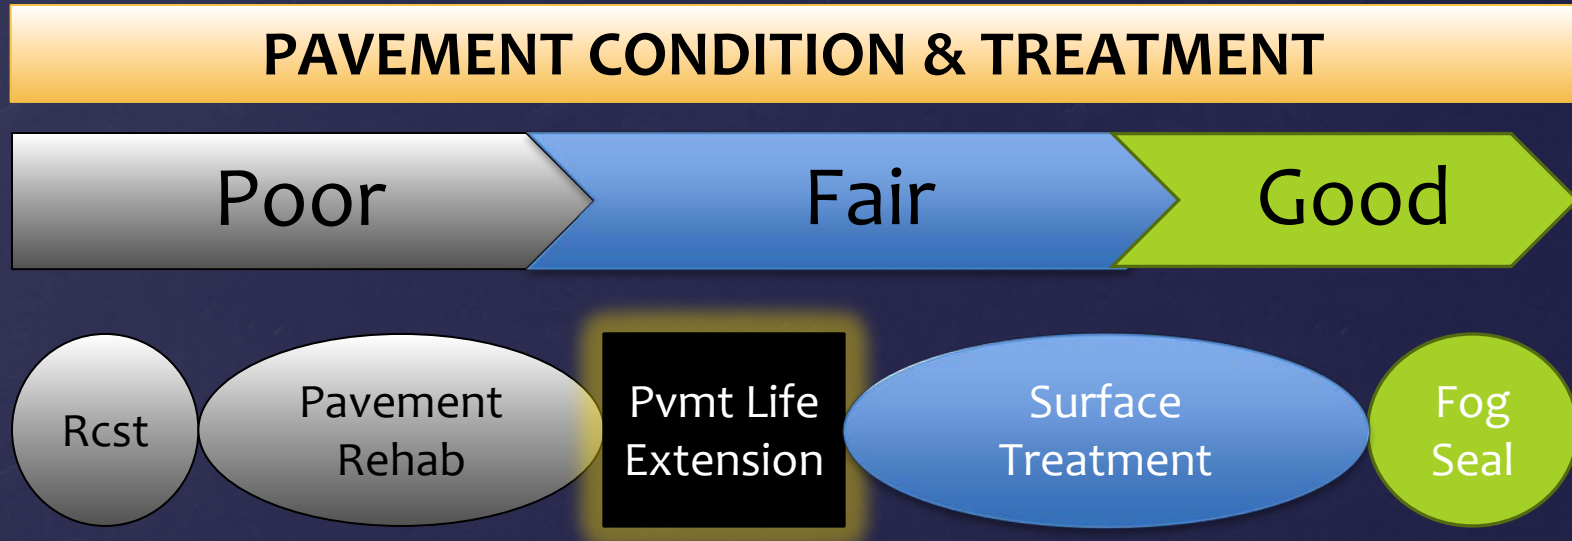 PAVEMENT CONDITION & TREATMENT
Poor
Fair
Good
Rcst
Pavement
Rehab
Pvmt Life
Extension
Surface
Treatment
Fog
Seal